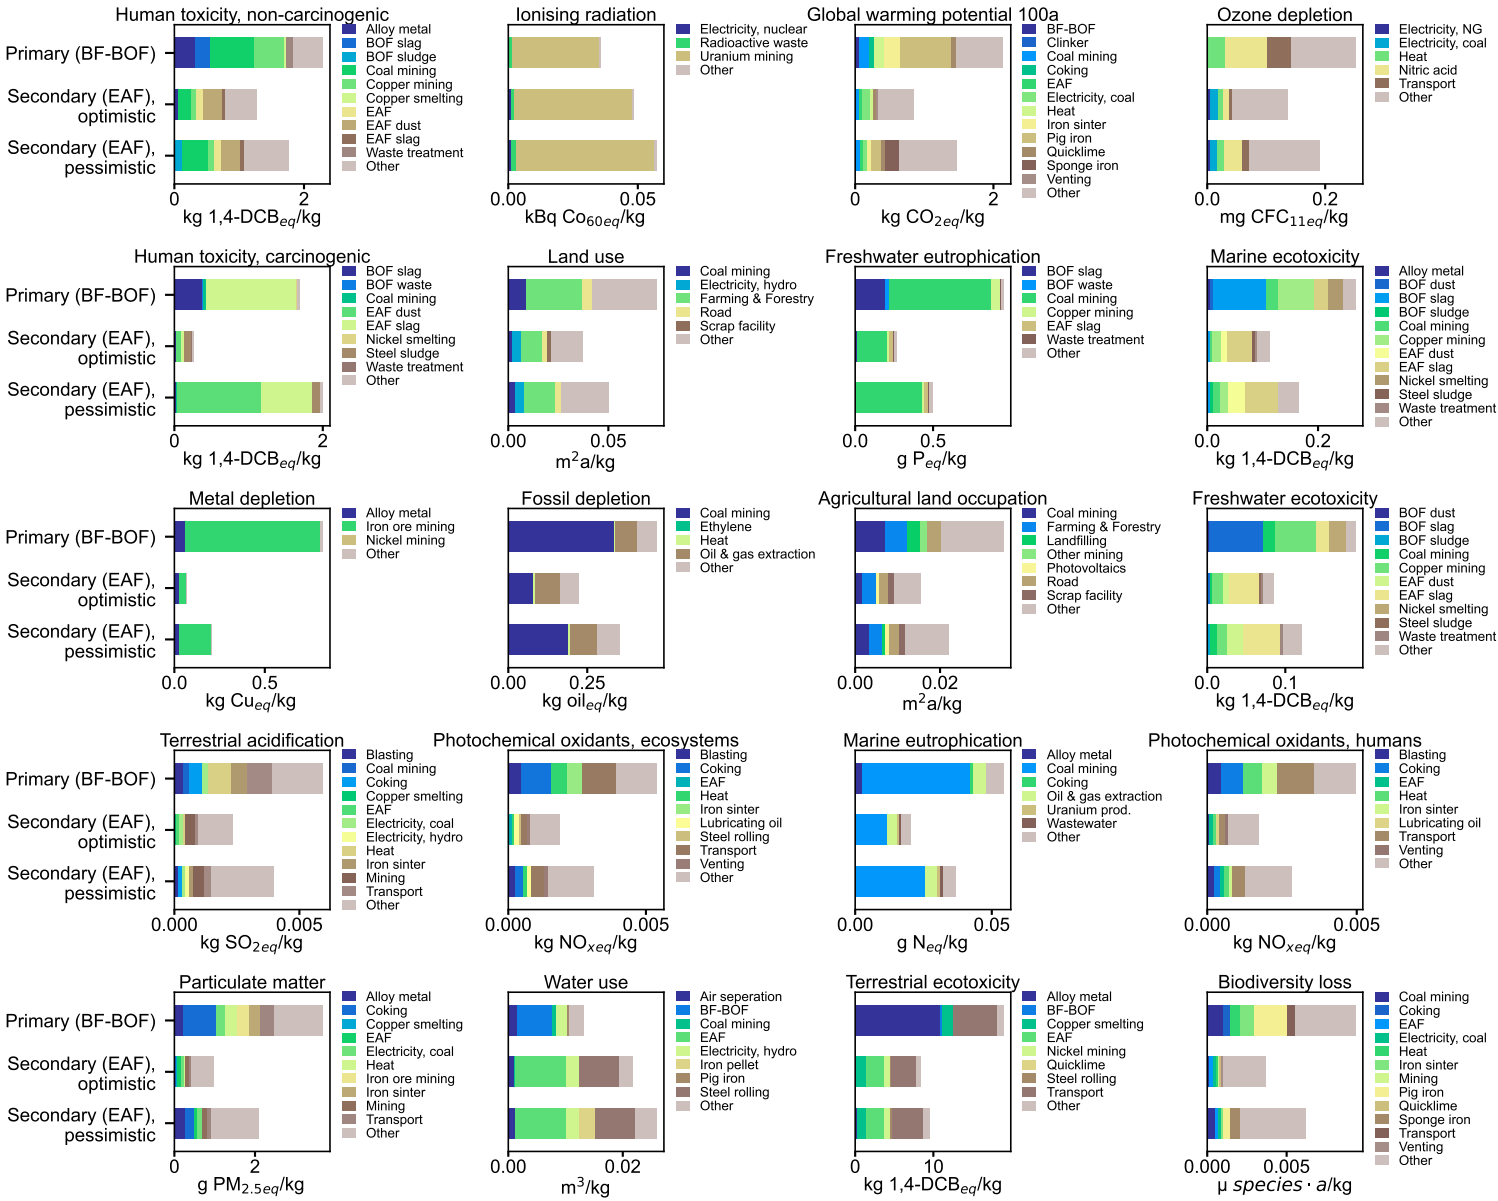 Human toxicity, non-carcinogenic
Primary (BF-BOF)
Secondary (EAF),
optimistic
Secondary (EAF),
pessimistic
0
2
kg 1,4-DCBeq/kg
Alloy metal
BOF slag
BOF sludge
Coal mining
Copper mining
Copper smelting
EAF
EAF dust
EAF slag
Waste treatment
Other
Ionising radiation
0.00
0.05
kBq Co60eq/kg
Electricity, nuclear
Radioactive waste
Uranium mining
Other
Global warming potential 100a
0
2
kg CO2eq/kg
BF-BOF
Clinker
Coal mining
Coking
EAF
Electricity, coal
Heat
Iron sinter
Pig iron
Quicklime
Sponge iron
Venting
Other
Ozone depletion
0.0
0.2
mg CFC11eq/kg
Electricity, NG
Electricity, coal
Heat
Nitric acid
Transport
Other
Human toxicity, carcinogenic
Primary (BF-BOF)
Secondary (EAF),
optimistic
Secondary (EAF),
pessimistic
0
2
kg 1,4-DCBeq/kg
BOF slag
BOF waste
Coal mining
EAF dust
EAF slag
Nickel smelting
Steel sludge
Waste treatment
Other
Land use
0.00
0.05
m2a/kg
Coal mining
Electricity, hydro
Farming & Forestry
Road
Scrap facility
Other
Freshwater eutrophication
0.0
0.5
g Peq/kg
BOF slag
BOF waste
Coal mining
Copper mining
EAF slag
Waste treatment
Other
Marine ecotoxicity
0.0
0.2
kg 1,4-DCBeq/kg
Alloy metal
BOF dust
BOF slag
BOF sludge
Coal mining
Copper mining
EAF dust
EAF slag
Nickel smelting
Steel sludge
Waste treatment
Other
Metal depletion
Primary (BF-BOF)
Secondary (EAF),
optimistic
Secondary (EAF),
pessimistic
0.0
0.5
kg Cueq/kg
Alloy metal
Iron ore mining
Nickel mining
Other
Fossil depletion
0.00
0.25
kg oileq/kg
Coal mining
Ethylene
Heat
Oil & gas extraction
Other
Agricultural land occupation
0.00
0.02
m2a/kg
Coal mining
Farming & Forestry
Landfilling
Other mining
Photovoltaics
Road
Scrap facility
Other
Freshwater ecotoxicity
0.0
0.1
kg 1,4-DCBeq/kg
BOF dust
BOF slag
BOF sludge
Coal mining
Copper mining
EAF dust
EAF slag
Nickel smelting
Steel sludge
Waste treatment
Other
Terrestrial acidification
Primary (BF-BOF)
Secondary (EAF),
optimistic
Secondary (EAF),
pessimistic
0.000
0.005
kg SO2eq/kg
Blasting
Coal mining
Coking
Copper smelting
EAF
Electricity, coal
Electricity, hydro
Heat
Iron sinter
Mining
Transport
Other
Photochemical oxidants, ecosystems
0.000
0.005
kg NOxeq/kg
Blasting
Coking
EAF
Heat
Iron sinter
Lubricating oil
Steel rolling
Transport
Venting
Other
Marine eutrophication
0.00
0.05
g Neq/kg
Alloy metal
Coal mining
Coking
Oil & gas extraction
Uranium prod.
Wastewater
Other
Photochemical oxidants, humans
0.000
0.005
kg NOxeq/kg
Blasting
Coking
EAF
Heat
Iron sinter
Lubricating oil
Transport
Venting
Other
Particulate matter
Primary (BF-BOF)
Secondary (EAF),
optimistic
Secondary (EAF),
pessimistic
0
2
g PM2.5eq/kg
Alloy metal
Coking
Copper smelting
EAF
Electricity, coal
Heat
Iron ore mining
Iron sinter
Mining
Transport
Other
Water use
0.00
0.02
m3/kg
Air seperation
BF-BOF
Coal mining
EAF
Electricity, hydro
Iron pellet
Pig iron
Steel rolling
Other
Terrestrial ecotoxicity
0
10
kg 1,4-DCBeq/kg
Alloy metal
BF-BOF
Copper smelting
EAF
Nickel mining
Quicklime
Steel rolling
Transport
Other
Biodiversity loss
0.000
0.005
μ species · a/kg
Coal mining
Coking
EAF
Electricity, coal
Heat
Iron sinter
Mining
Pig iron
Quicklime
Sponge iron
Transport
Venting
Other